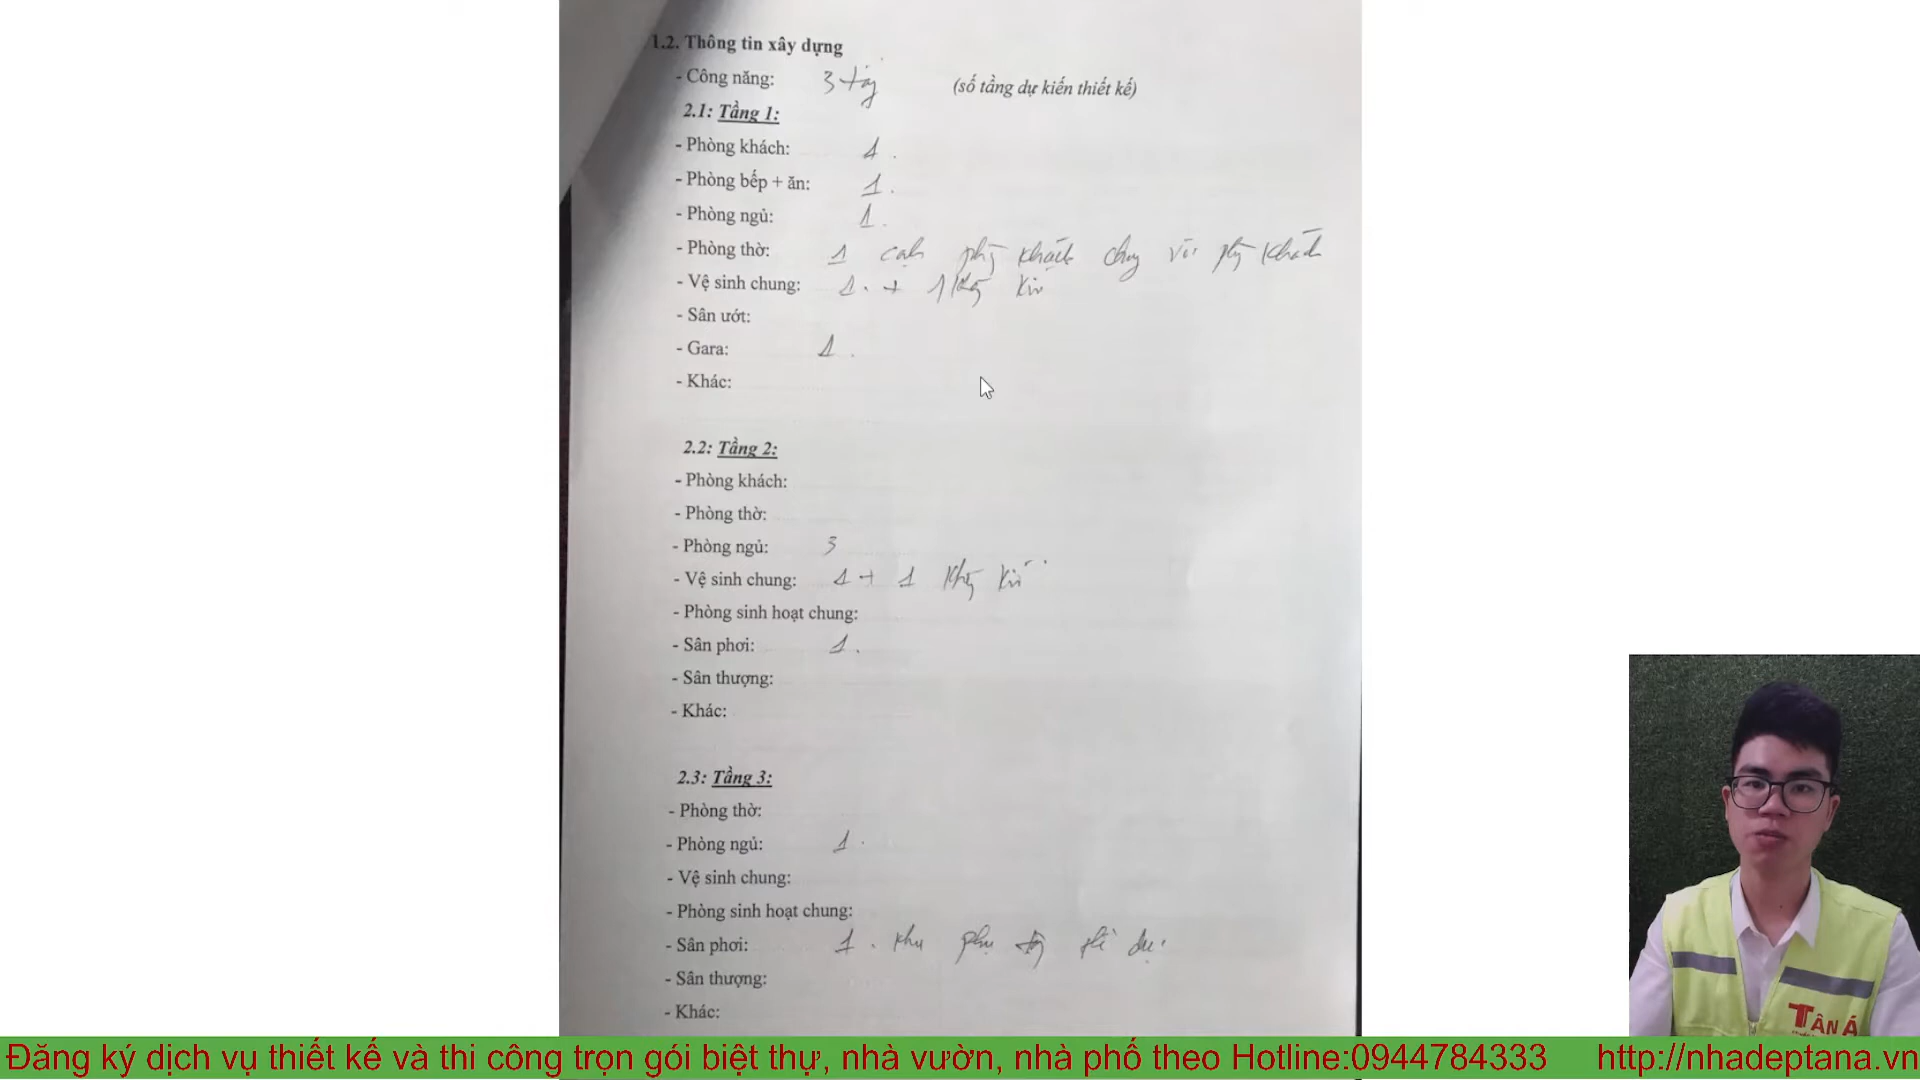 1.2. Thông tin xây dựng
- Công năng: 3 tầng (số tầng dự kiến thiết kế)
2.1: Tầng 1:
- Phòng khách: 1.
- Phòng bếp + ăn: 1.
- Phòng ngủ: 1.
- Phòng thờ: 1 cạnh phòng khách chung với phòng khách
- Vệ sinh chung: 1. + 1 khép kín
- Sân ướt:
- Gara: 1.
- Khác:
2.2: Tầng 2:
- Phòng khách:
- Phòng thờ:
- Phòng ngủ: 3
- Vệ sinh chung: 1 + 1 khép kín
- Phòng sinh hoạt chung:
- Sân phơi: 1.
- Sân thượng:
- Khác:
2.3: Tầng 3:
- Phòng thờ:
- Phòng ngủ: 1.
- Vệ sinh chung:
- Phòng sinh hoạt chung:
- Sân phơi: 1. khu phụ
- Sân thượng:
- Khác:
TÂN Á
Đăng ký dịch vụ thiết kế và thi công trọn gói biệt thự, nhà vườn, nhà phố theo Hotline:0944784333 http://nhadeptana.vn